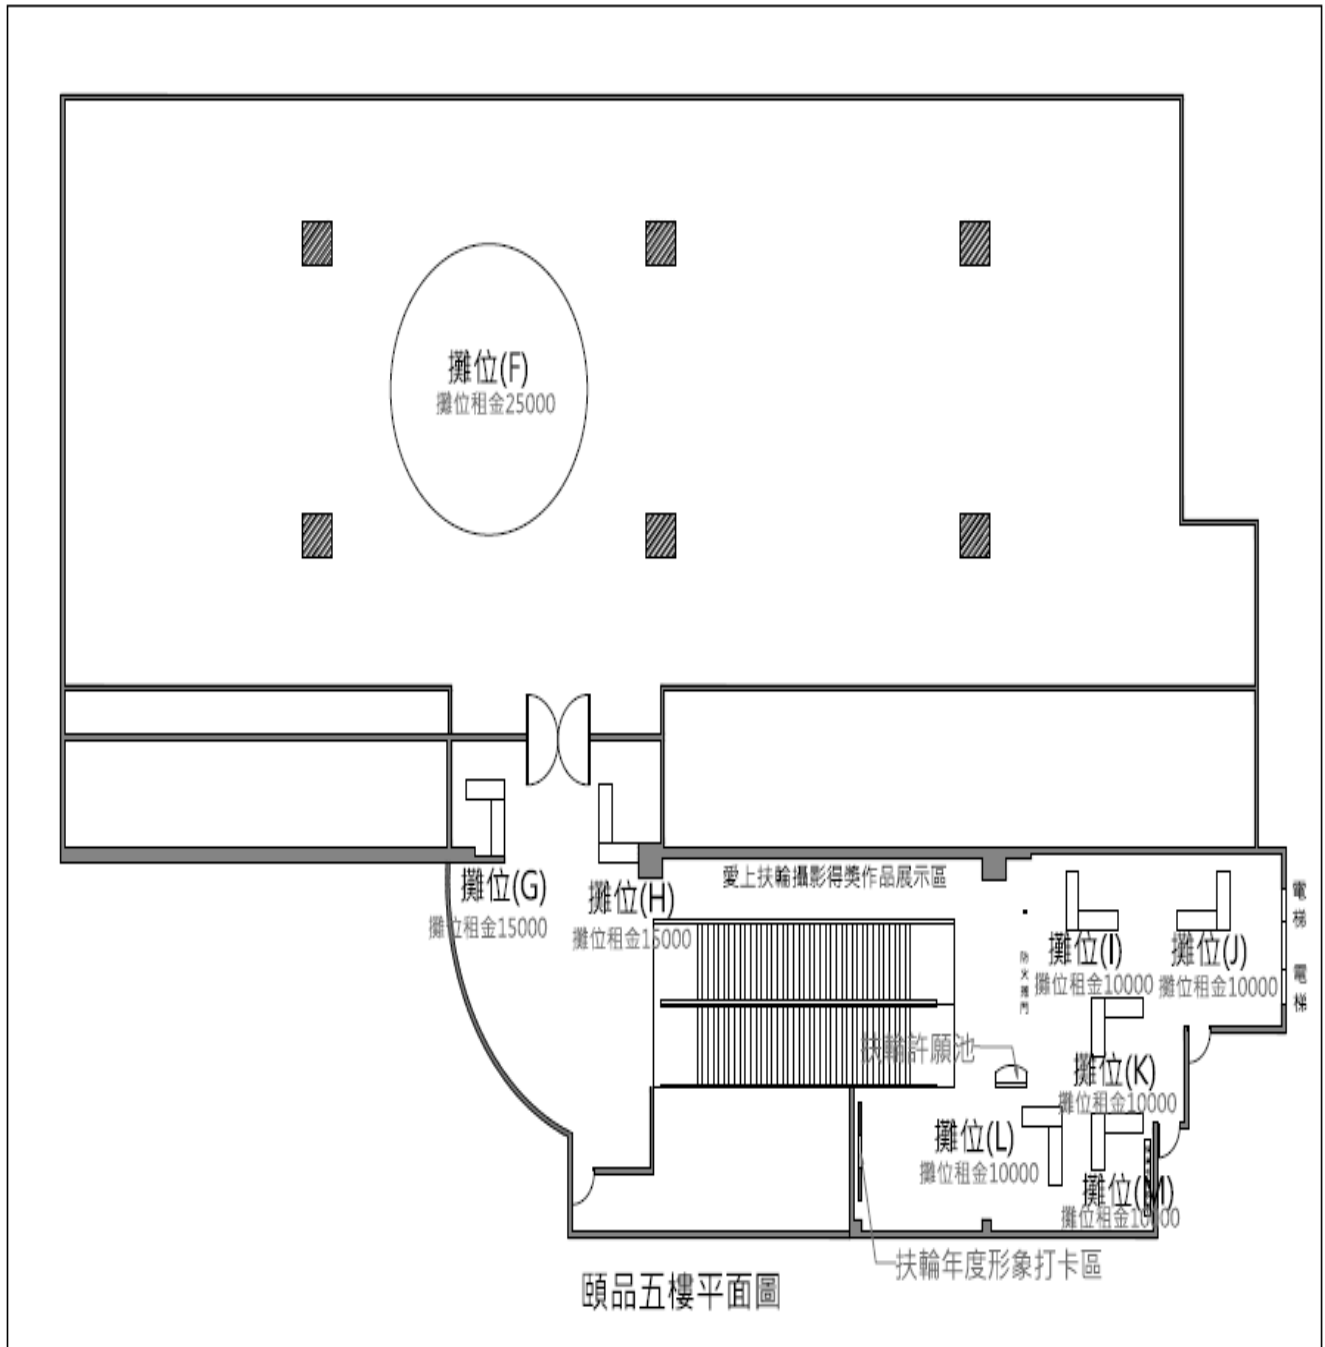 攤位(F)
攤位租金25000
攤位(G)
攤位租金15000
攤位(H)
攤位租金15000
愛上扶輪攝影得獎作品展示區
電梯
電梯
防火捲門
攤位(I)
攤位租金10000
攤位(J)
攤位租金10000
扶輪許願池
攤位(K)
攤位租金10000
攤位(L)
攤位租金10000
攤位(M)
攤位租金10000
扶輪年度形象打卡區
頤品五樓平面圖